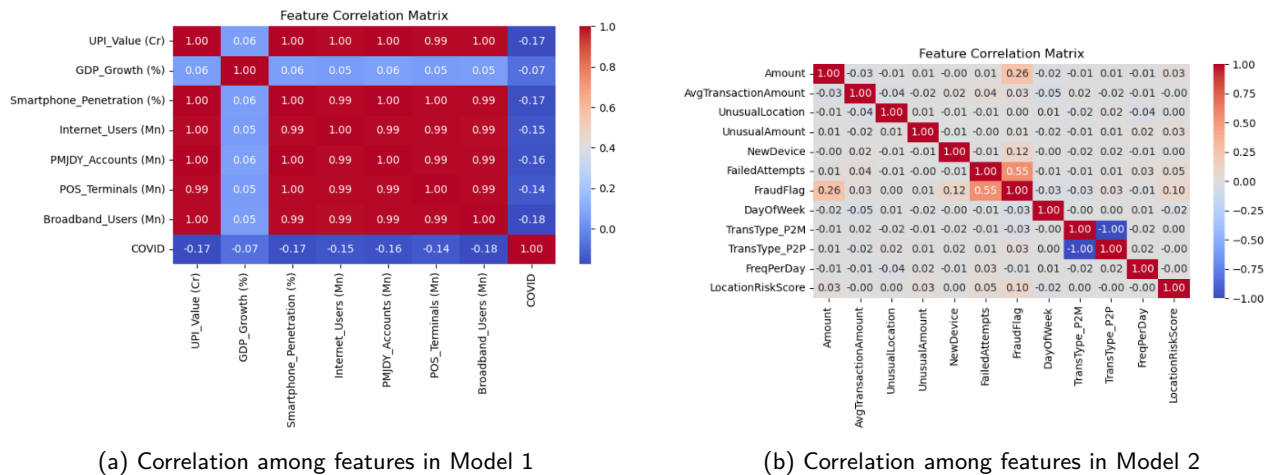 Feature Correlation Matrix
UPI_Value (Cr) 1.00 0.06 1.00 1.00 1.00 0.99 1.00 -0.17
GDP_Growth (%) 0.06 1.00 0.06 0.05 0.06 0.05 0.05 -0.07
Smartphone_Penetration (%) 1.00 0.06 1.00 0.99 1.00 1.00 0.99 -0.17
Internet_Users (Mn) 1.00 0.05 0.99 1.00 0.99 0.99 0.99 -0.15
PMJDY_Accounts (Mn) 1.00 0.06 1.00 0.99 1.00 1.00 0.99 -0.16
POS_Terminals (Mn) 0.99 0.05 1.00 0.99 1.00 1.00 0.99 -0.14
Broadband_Users (Mn) 1.00 0.05 0.99 0.99 0.99 0.99 1.00 -0.18
COVID -0.17 -0.07 -0.17 -0.15 -0.16 -0.14 -0.18 1.00
UPI_Value (Cr)
GDP_Growth (%)
Smartphone_Penetration (%)
Internet_Users (Mn)
PMJDY_Accounts (Mn)
POS_Terminals (Mn)
Broadband_Users (Mn)
COVID
1.0
0.8
0.6
0.4
0.2
0.0
(a) Correlation among features in Model 1
Feature Correlation Matrix
Amount 1.00 -0.03 -0.01 0.01 -0.00 0.01 0.26 -0.02 -0.01 0.01 -0.01 0.03
AvgTransactionAmount -0.03 1.00 -0.04 -0.02 0.02 0.04 0.03 -0.05 0.02 -0.02 -0.01 -0.00
UnusualLocation -0.01 -0.04 1.00 0.01 -0.01 -0.01 0.00 0.01 -0.00 0.00 -0.04 -0.00
UnusualAmount 0.01 -0.02 0.01 1.00 -0.01 0.01 0.01 -0.02 -0.01 0.01 0.02 0.03
NewDevice -0.00 0.02 -0.01 -0.01 1.00 -0.01 0.12 -0.00 -0.02 0.02 -0.01 -0.00
FailedAttempts 0.01 0.04 -0.01 0.01 -0.01 1.00 0.55 -0.03 -0.01 0.01 0.03 0.05
FraudFlag 0.26 0.03 0.00 0.01 0.12 0.55 1.00 -0.03 -0.03 0.03 -0.01 0.10
DayOfWeek -0.02 -0.05 0.01 -0.02 -0.00 -0.03 -0.03 1.00 -0.00 0.00 0.01 -0.02
TransType_P2M -0.01 0.02 -0.00 -0.01 -0.02 -0.01 -0.03 -0.00 1.00 -1.00 -0.02 0.00
TransType_P2P 0.01 -0.02 0.00 0.01 0.02 0.01 0.03 0.00 -1.00 1.00 0.02 -0.00
FreqPerDay -0.01 -0.01 -0.04 0.02 -0.01 0.03 -0.01 0.01 -0.02 0.02 1.00 -0.00
LocationRiskScore 0.03 -0.00 -0.00 0.03 -0.00 0.05 0.10 -0.02 0.00 -0.00 -0.00 1.00
Amount
AvgTransactionAmount
UnusualLocation
UnusualAmount
NewDevice
FailedAttempts
FraudFlag
DayOfWeek
TransType_P2M
TransType_P2P
FreqPerDay
LocationRiskScore
1.00
0.75
0.50
0.25
0.00
−0.25
−0.50
−0.75
−1.00
(b) Correlation among features in Model 2